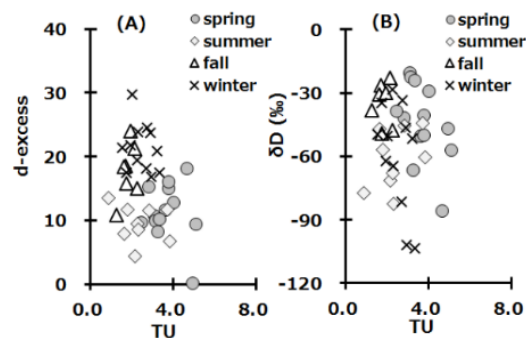 (A)
spring
summer
fall
winter
d-excess
40
30
20
10
0
0.0
4.0
8.0
TU
(B)
spring
summer
fall
winter
δD (‰)
-0
-30
-60
-90
-120
0.0
4.0
8.0
TU